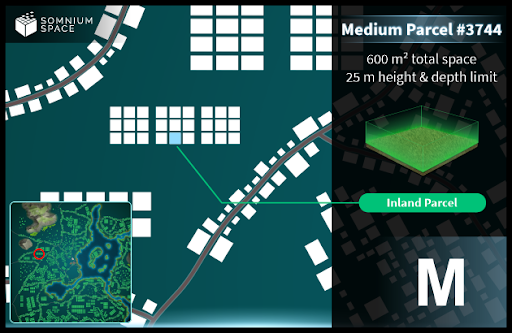 SOMNIUM
SPACE
Medium Parcel #3744
600 m² total space
25 m height & depth limit
Inland Parcel
M